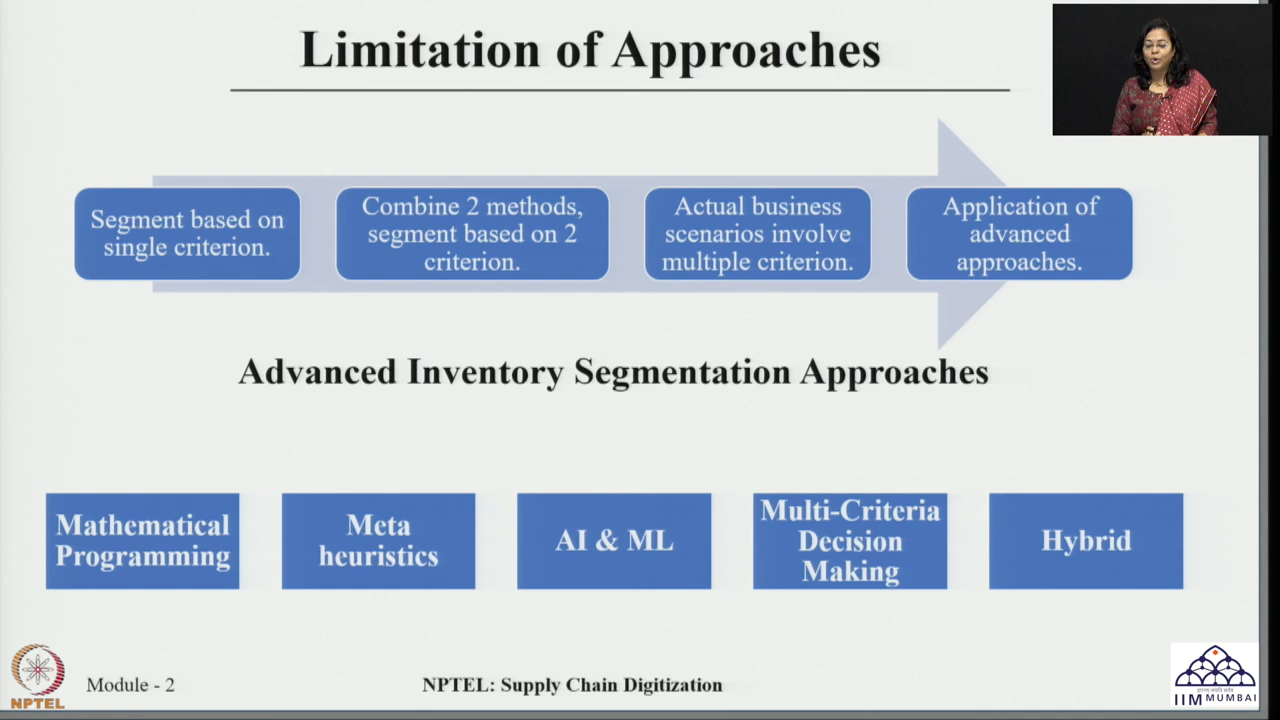 Limitation of Approaches
Segment based on
single criterion.
Combine 2 methods,
segment based on 2
criterion.
Actual business
scenarios involve
multiple criterion.
Application of
advanced
approaches.
Advanced Inventory Segmentation Approaches
Mathematical
Programming
Meta
heuristics
AI & ML
Multi-Criteria
Decision
Making
Hybrid
NPTEL
Module - 2
NPTEL: Supply Chain Digitization
IIM MUMBAI